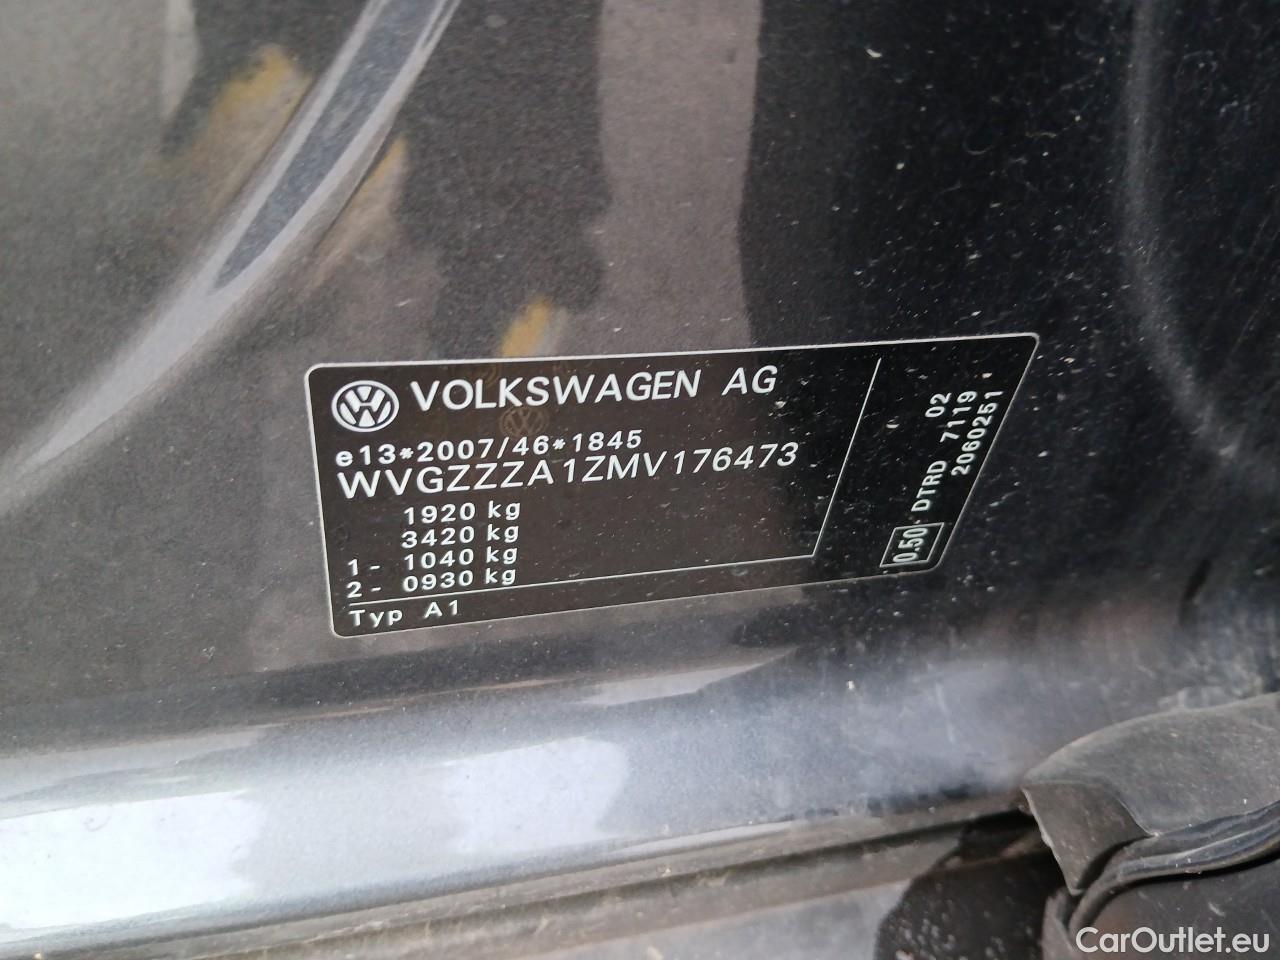 VOLKSWAGEN AG
e13*2007/46*1845
WVGZZZA1ZMV176473
1920 kg
3420 kg
1- 1040 kg
2- 0930 kg
Typ A1
0.50 DTRD 7119 02
2060251
CarOutlet.eu